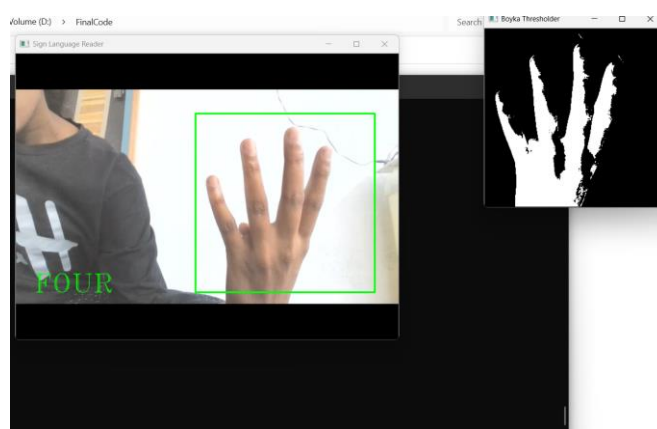 Volume (D:) > FinalCode
Search
Sign Language Reader
Boyka Thresholder
FOUR